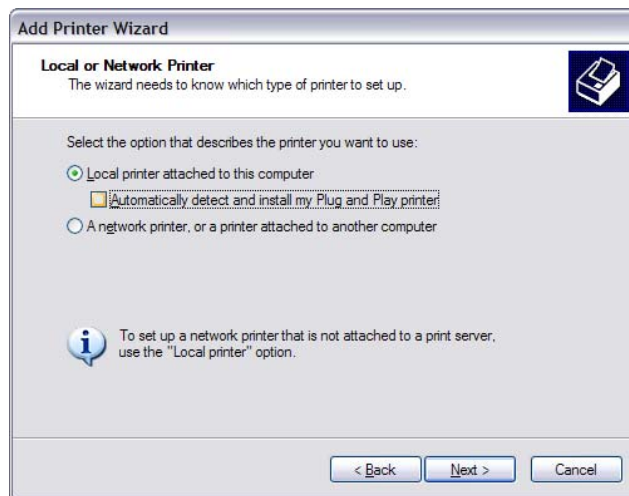 Add Printer Wizard
Local or Network Printer
The wizard needs to know which type of printer to set up.
Select the option that describes the printer you want to use:
Local printer attached to this computer
Automatically detect and install my Plug and Play printer
A network printer, or a printer attached to another computer
To set up a network printer that is not attached to a print server,
use the "Local printer" option.
< Back
Next >
Cancel